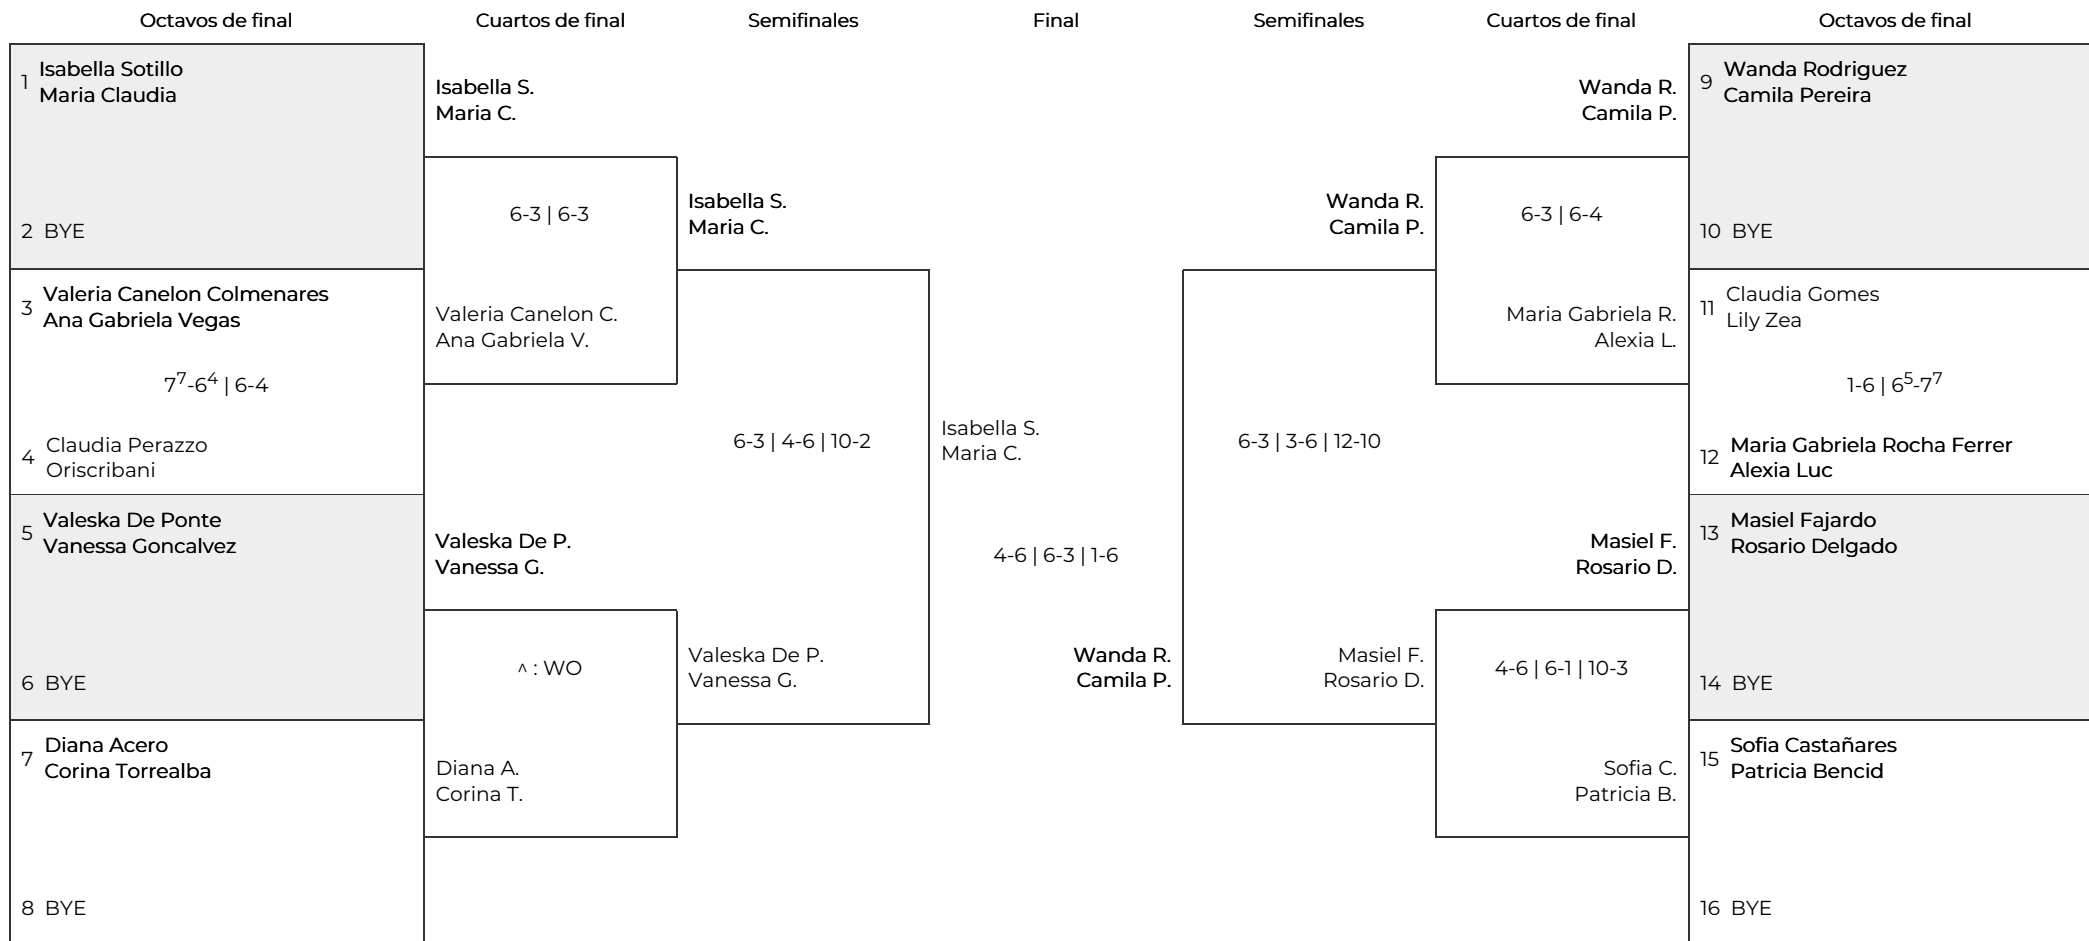 Octavos de final
Cuartos de final
Semifinales
Final
Semifinales
Cuartos de final
Octavos de final
1
Isabella Sotillo
Maria Claudia
2 BYE
3
Valeria Canelon Colmenares
Ana Gabriela Vegas
7⁷-6⁴ | 6-4
4
Claudia Perazzo
Oriscribani
5
Valeska De Ponte
Vanessa Goncalvez
6 BYE
7
Diana Acero
Corina Torrealba
8 BYE
Isabella S.
Maria C.
6-3 | 6-3
Valeria Canelon C.
Ana Gabriela V.
Valeska De P.
Vanessa G.
^ : WO
Diana A.
Corina T.
Isabella S.
Maria C.
6-3 | 4-6 | 10-2
Valeska De P.
Vanessa G.
Isabella S.
Maria C.
4-6 | 6-3 | 1-6
Wanda R.
Camila P.
Wanda R.
Camila P.
6-3 | 3-6 | 12-10
Masiel F.
Rosario D.
Wanda R.
Camila P.
6-3 | 6-4
Maria Gabriela R.
Alexia L.
Masiel F.
Rosario D.
4-6 | 6-1 | 10-3
Sofia C.
Patricia B.
9
Wanda Rodriguez
Camila Pereira
10 BYE
11
Claudia Gomes
Lily Zea
1-6 | 6⁵-7⁷
12
Maria Gabriela Rocha Ferrer
Alexia Luc
13
Masiel Fajardo
Rosario Delgado
14 BYE
15
Sofia Castañares
Patricia Bencid
16 BYE